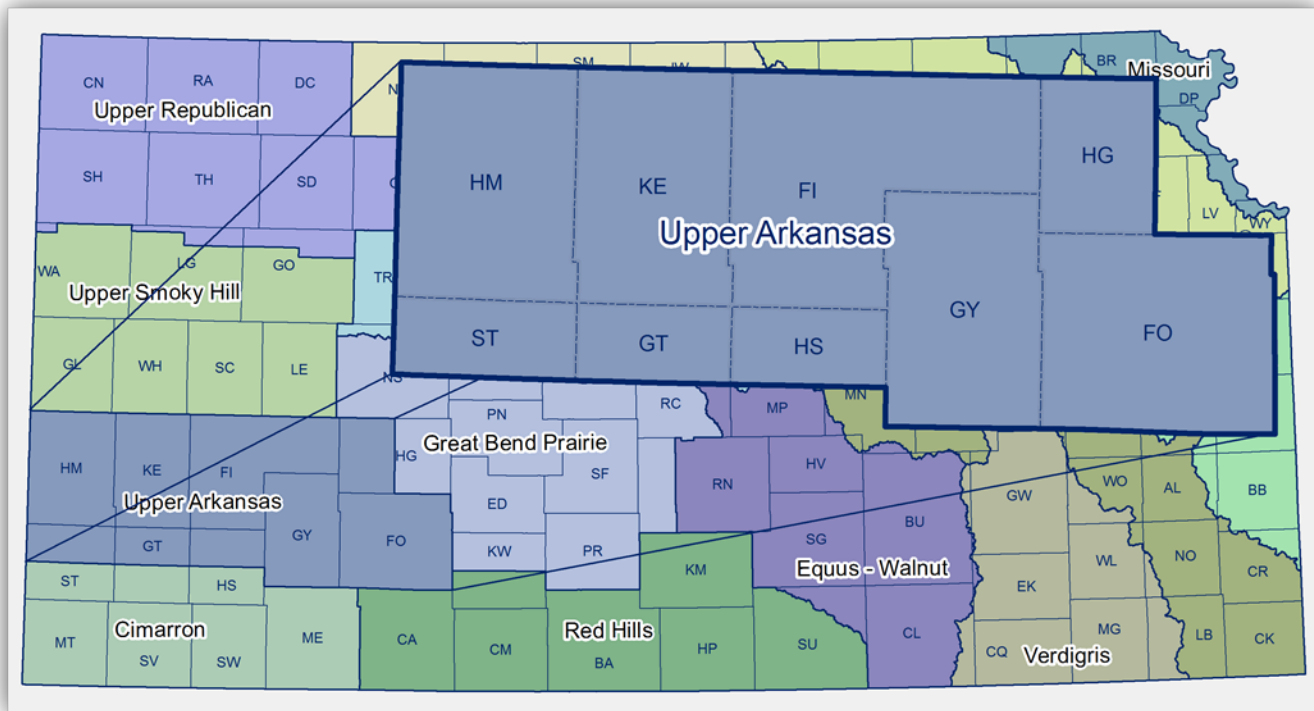 SM
JW
BR
Missouri
CN
RA
DC
N
DP
Upper Republican
SH
TH
SD
HM
KE
FI
HG
LV
WY
Upper Arkansas
WA
LG
GO
TR
Upper Smoky Hill
GY
FO
ST
GT
HS
GL
WH
SC
LE
NS
RC
MP
MN
PN
Great Bend Prairie
HG
HM
KE
FI
SF
RN
HV
Upper Arkansas
ED
GW
WO
AL
BB
GY
FO
GT
KW
PR
SG
BU
Equus - Walnut
WL
NO
CR
ST
HS
KM
EK
Cimarron
MT
SV
SW
ME
CA
CM
Red Hills
BA
HP
SU
CL
CQ
MG
Verdigris
LB
CK